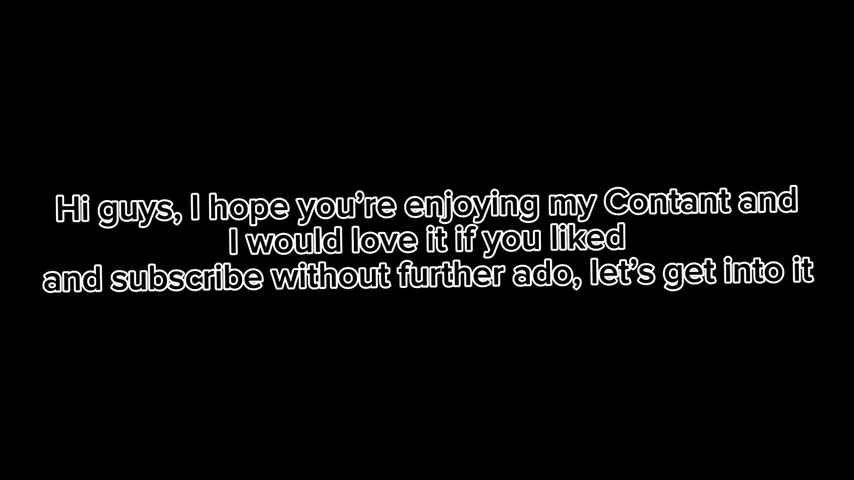 Hi guys, I hope you’re enjoying my Contant and
I would love it if you liked
and subscribe without further ado, let’s get into it